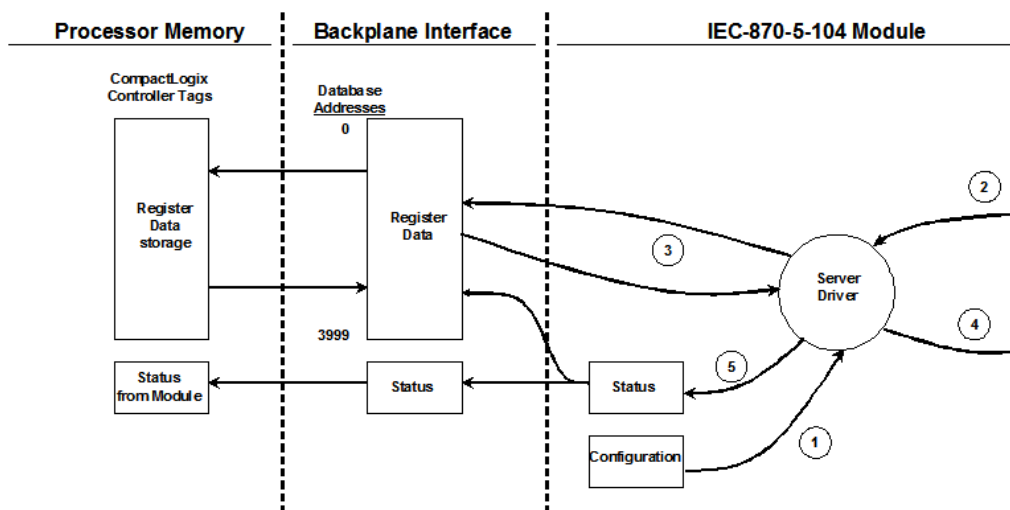 Processor Memory
Backplane Interface
IEC-870-5-104 Module
CompactLogix
Controller Tags
Database
Addresses
0
Register
Data
storage
Register
Data
3999
Status
from Module
Status
Status
Configuration
Server
Driver
2
3
4
5
1